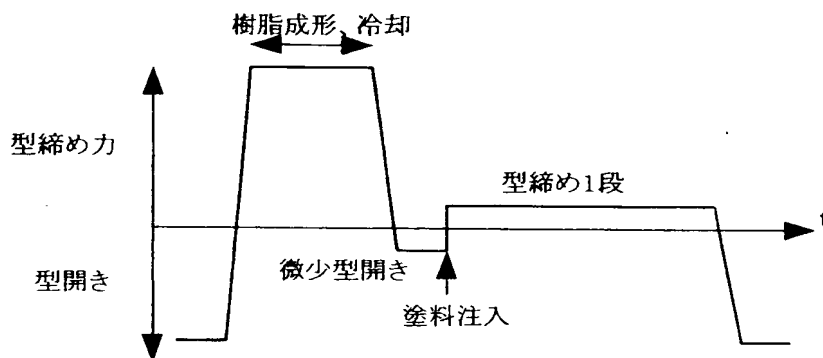 樹脂成形、冷却
型締め力
型締め1段
t
型開き
微少型開き
塗料注入